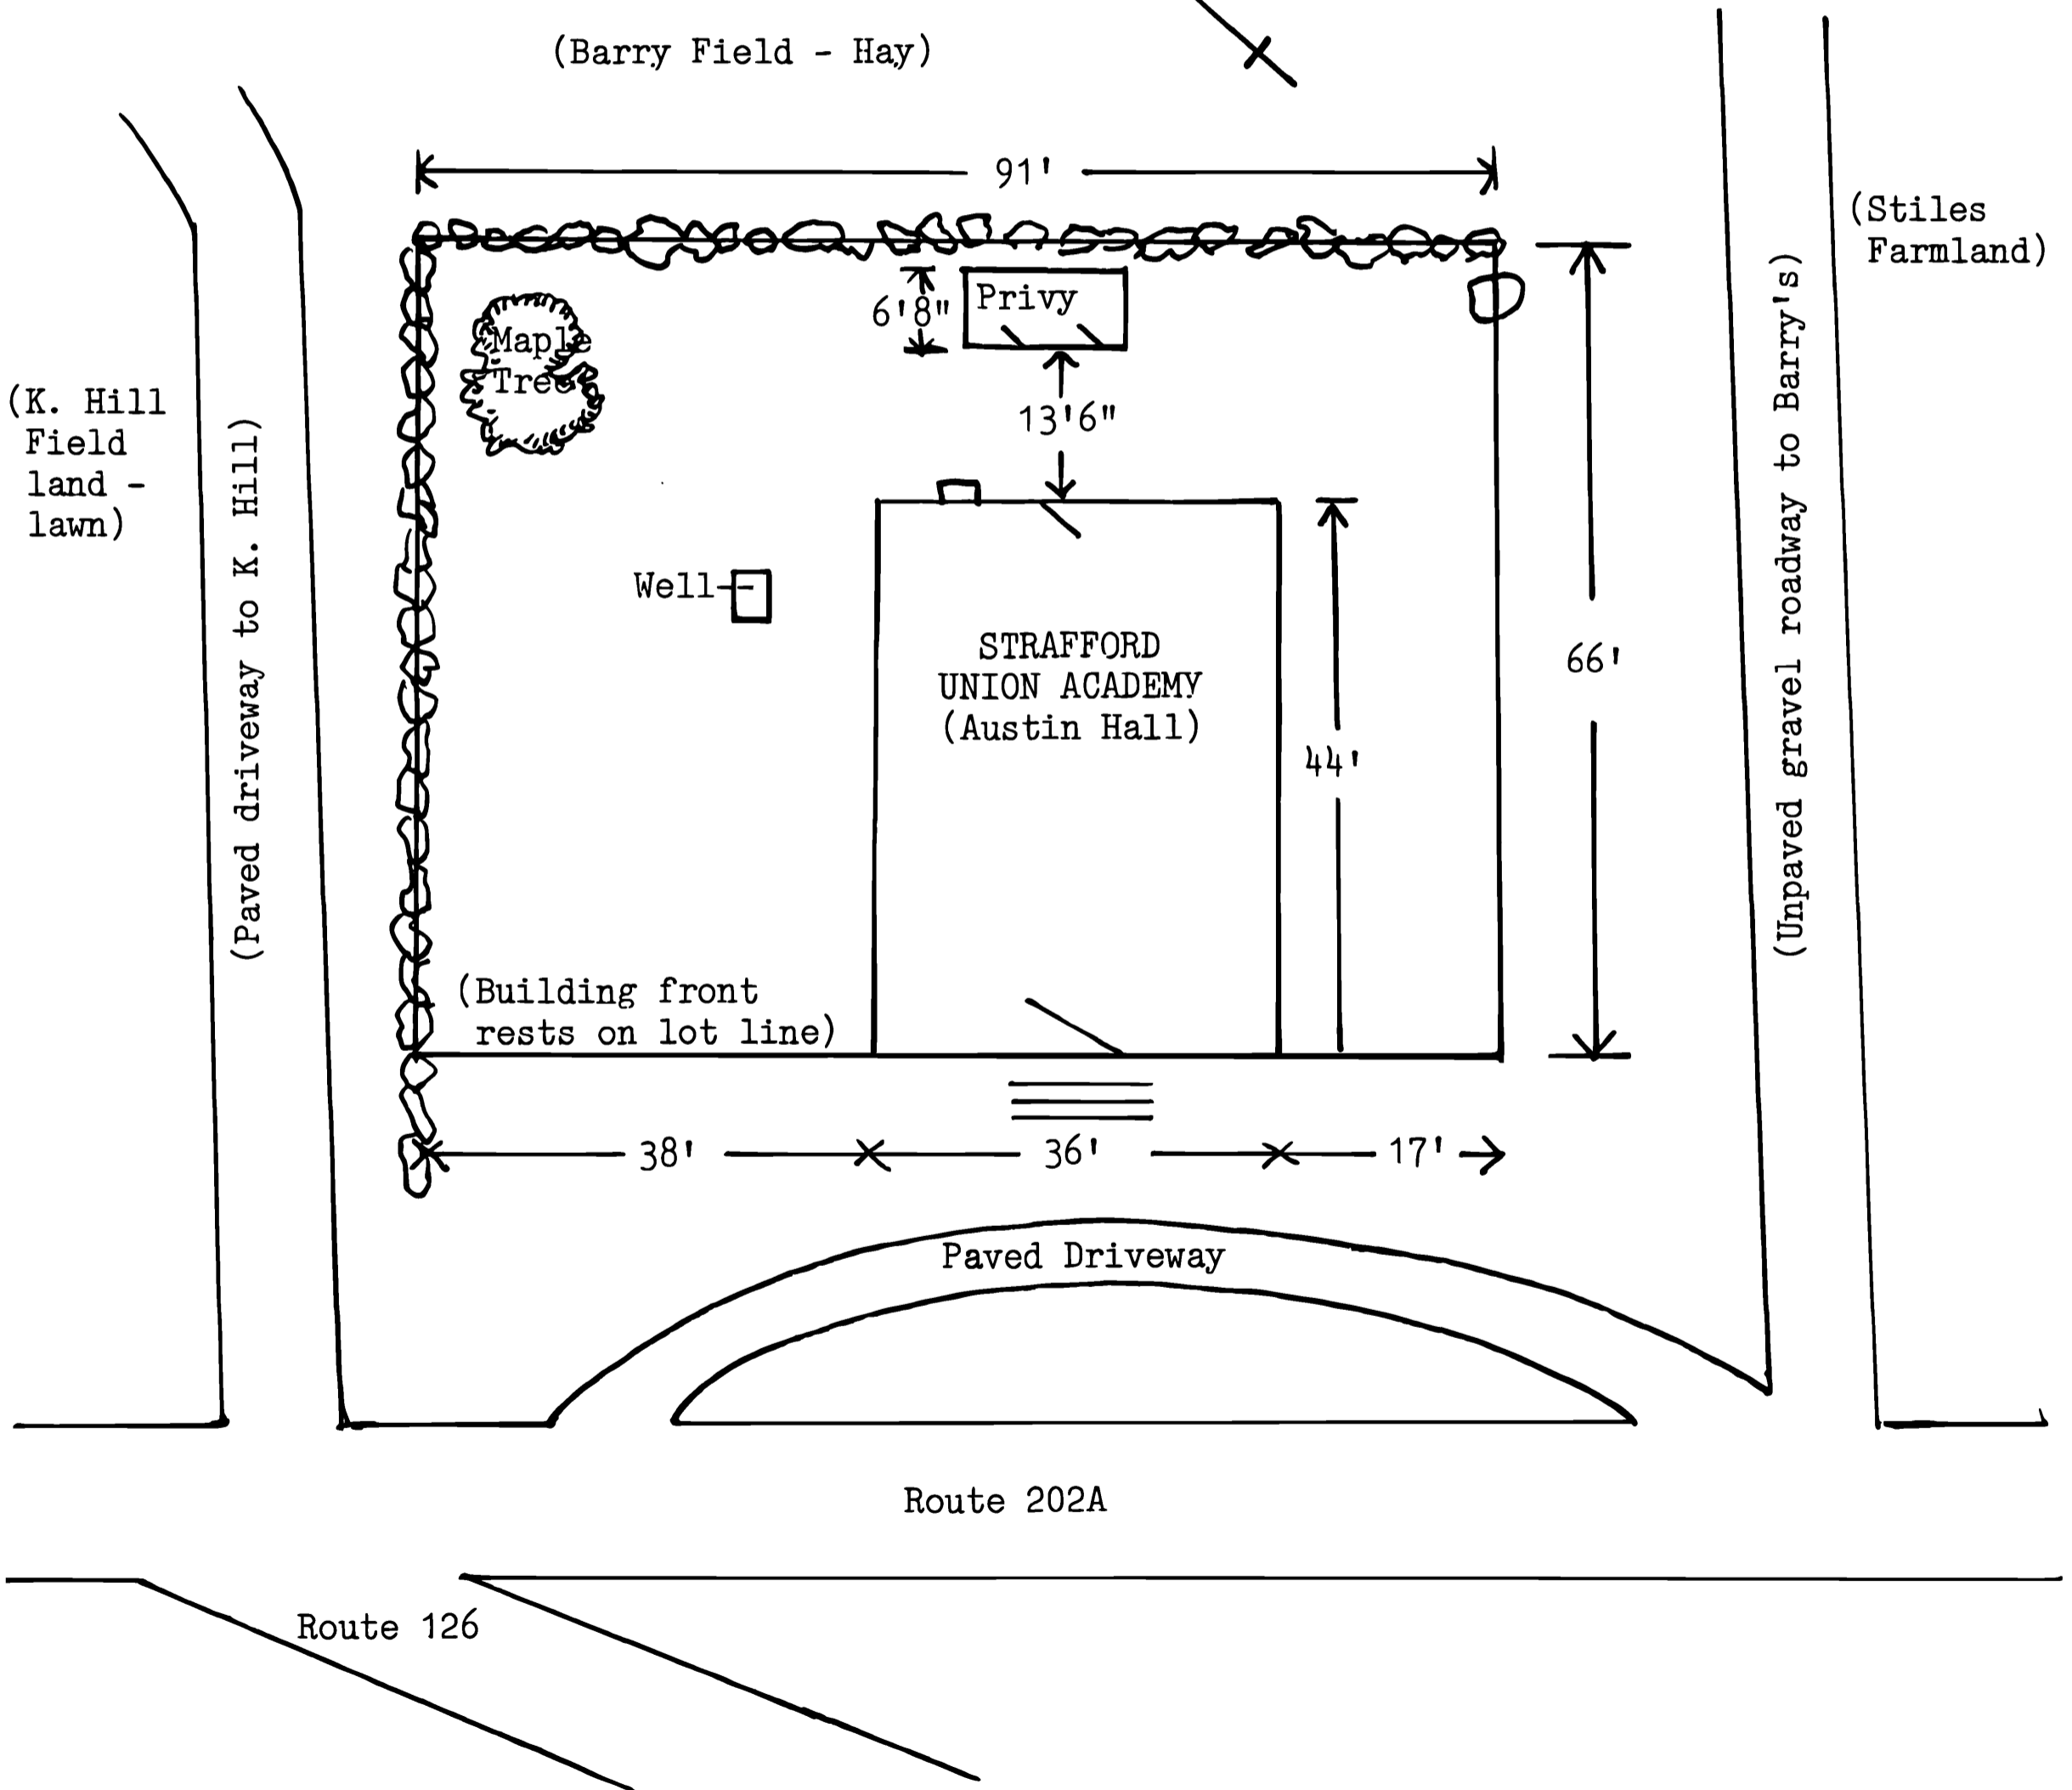 (Barry Field - Hay)
91'
(Stiles
Farmland)
Privy
6'8"
Maple
Tree
13'6"
(K. Hill
Field
land -
lawn)
(Paved driveway to K. Hill)
(Unpaved gravel roadway to Barry's)
Well
STRAFFORD
UNION ACADEMY
(Austin Hall)
66'
44'
(Building front
rests on lot line)
38'
36'
17'
Paved Driveway
Route 202A
Route 126